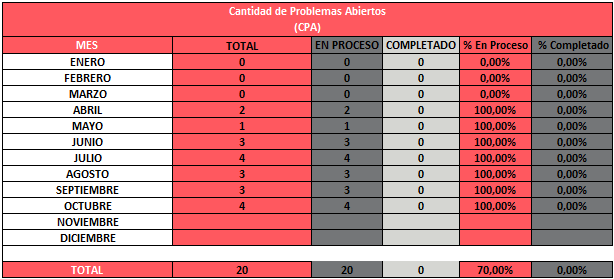 Cantidad de Problemas Abiertos
(CPA)
MES TOTAL EN PROCESO COMPLETADO % En Proceso % Completado
ENERO 0 0 0 0,00% 0,00%
FEBRERO 0 0 0 0,00% 0,00%
MARZO 0 0 0 0,00% 0,00%
ABRIL 2 2 0 100,00% 0,00%
MAYO 1 1 0 100,00% 0,00%
JUNIO 3 3 0 100,00% 0,00%
JULIO 4 4 0 100,00% 0,00%
AGOSTO 3 3 0 100,00% 0,00%
SEPTIEMBRE 3 3 0 100,00% 0,00%
OCTUBRE 4 4 0 100,00% 0,00%
NOVIEMBRE
DICIEMBRE
TOTAL 20 20 0 70,00% 0,00%